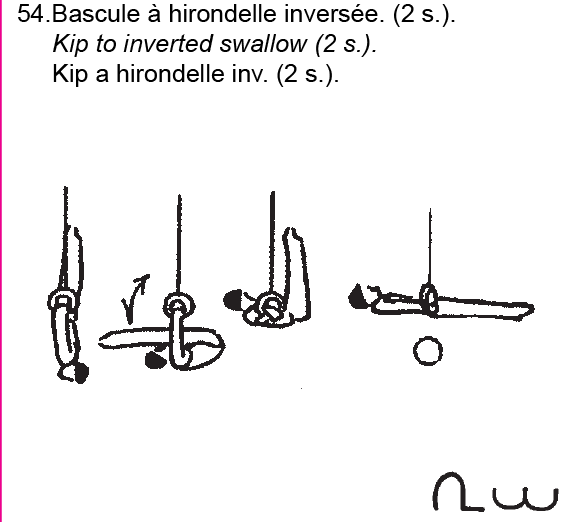 54.Bascule à hirondelle inversée. (2 s.).
Kip to inverted swallow (2 s.).
Kip a hirondelle inv. (2 s.).